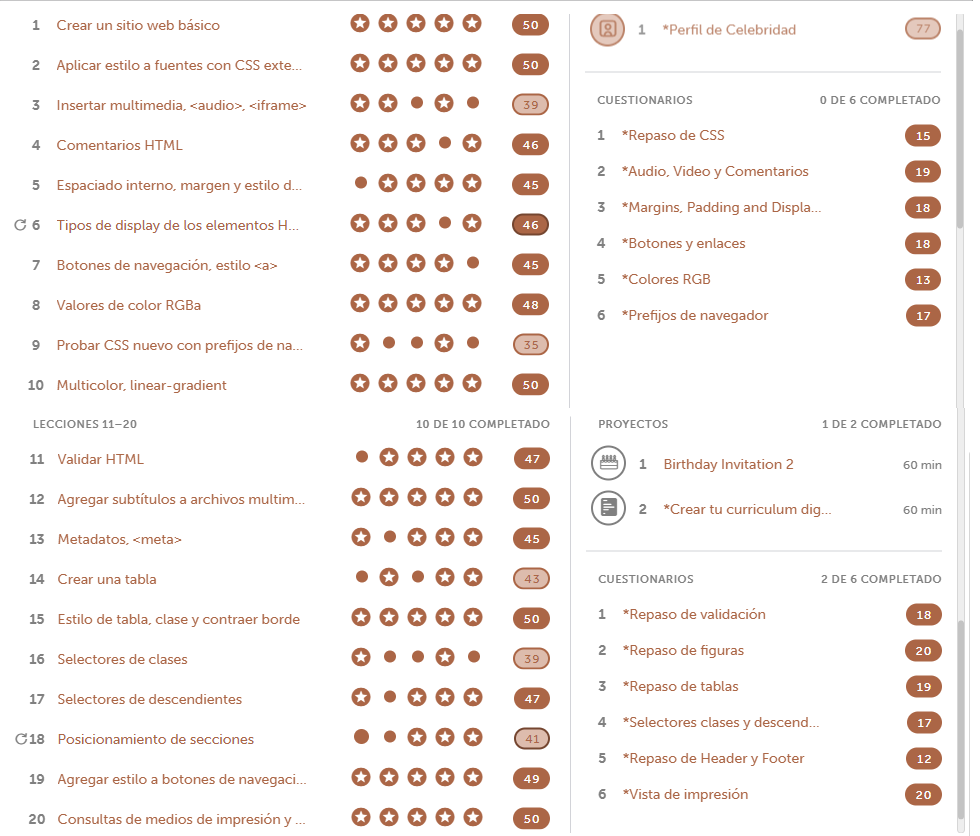 1 Crear un sitio web básico 50
2 Aplicar estilo a fuentes con CSS exte... 50
3 Insertar multimedia, <audio>, <iframe> 39
4 Comentarios HTML 46
5 Espaciado interno, margen y estilo d... 45
6 Tipos de display de los elementos H... 46
7 Botones de navegación, estilo <a> 45
8 Valores de color RGBa 48
9 Probar CSS nuevo con prefijos de na... 35
10 Multicolor, linear-gradient 50
1 *Perfil de Celebridad 77
CUESTIONARIOS 0 DE 6 COMPLETADO
1 *Repaso de CSS 15
2 *Audio, Video y Comentarios 19
3 *Margins, Padding and Displa... 18
4 *Botones y enlaces 18
5 *Colores RGB 13
6 *Prefijos de navegador 17
LECCIONES 11–20 10 DE 10 COMPLETADO
11 Validar HTML 47
12 Agregar subtítulos a archivos multim... 50
13 Metadatos, <meta> 45
14 Crear una tabla 43
15 Estilo de tabla, clase y contraer borde 50
16 Selectores de clases 39
17 Selectores de descendientes 47
18 Posicionamiento de secciones 41
19 Agregar estilo a botones de navegaci... 49
20 Consultas de medios de impresión y ... 50
PROYECTOS 1 DE 2 COMPLETADO
1 Birthday Invitation 2 60 min
2 *Crear tu curriculum dig... 60 min
CUESTIONARIOS 2 DE 6 COMPLETADO
1 *Repaso de validación 18
2 *Repaso de figuras 20
3 *Repaso de tablas 19
4 *Selectores clases y descend... 17
5 *Repaso de Header y Footer 12
6 *Vista de impresión 20